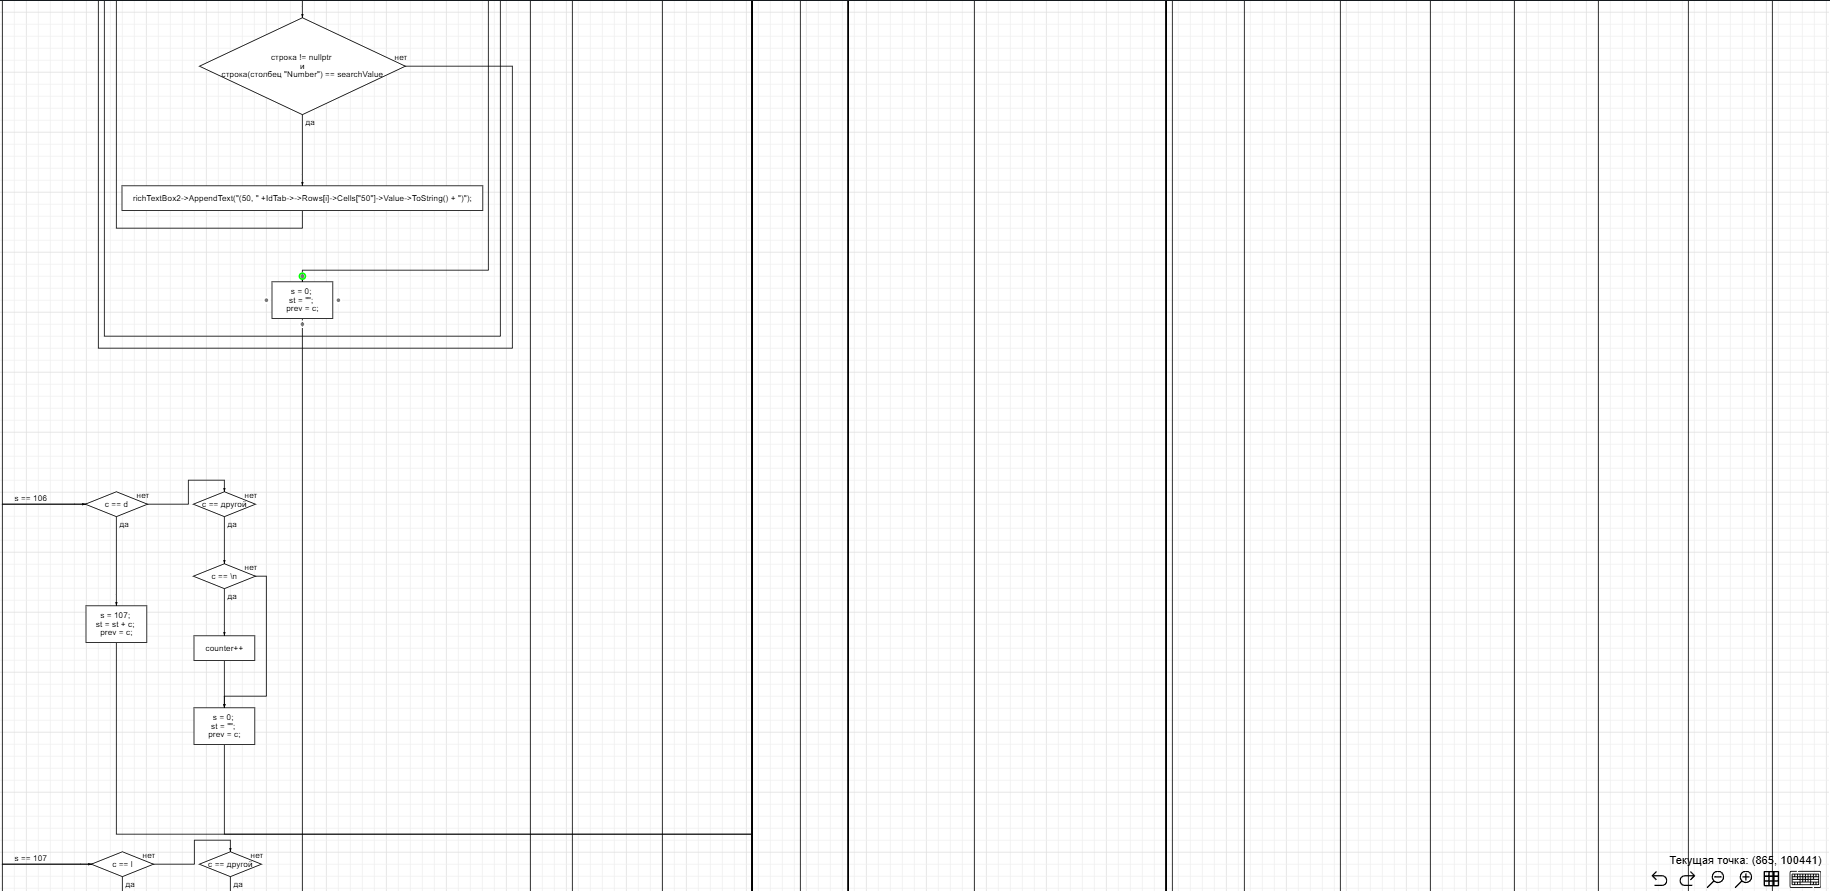 строка != nullptr
и
строка(столбец "Number") == searchValue
нет
да
richTextBox2->AppendText("(50, " +IdTab->->Rows[i]->Cells["50"]->Value->ToString() + ")");
s = 0;
st = "";
prev = c;
s == 106
c == d
нет
c == другой
нет
да
да
c == \n
нет
да
s = 107;
st = st + c;
prev = c;
counter++
s = 0;
st = "";
prev = c;
s == 107
c == l
нет
c == другой
нет
да
да
Текущая точка: (865, 100441)